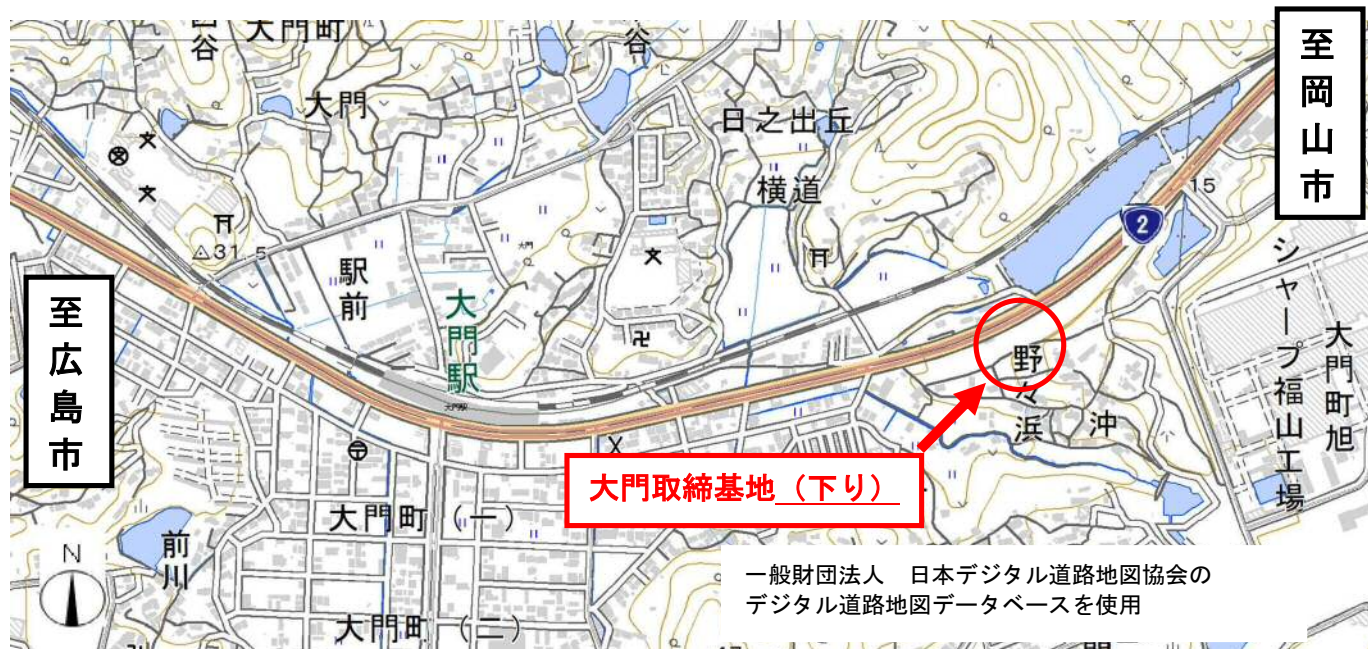 大門町
谷
至岡山市
大門
日之出丘
横道
15
2
31.5
駅前
大門駅
大門駅
大門
至広島市
シャープ福山工場
大門町旭
野々浜
沖
大門取締基地（下り）
大門町（一）
前川
N
大門町（二）
一般財団法人　日本デジタル道路地図協会の
デジタル道路地図データベースを使用